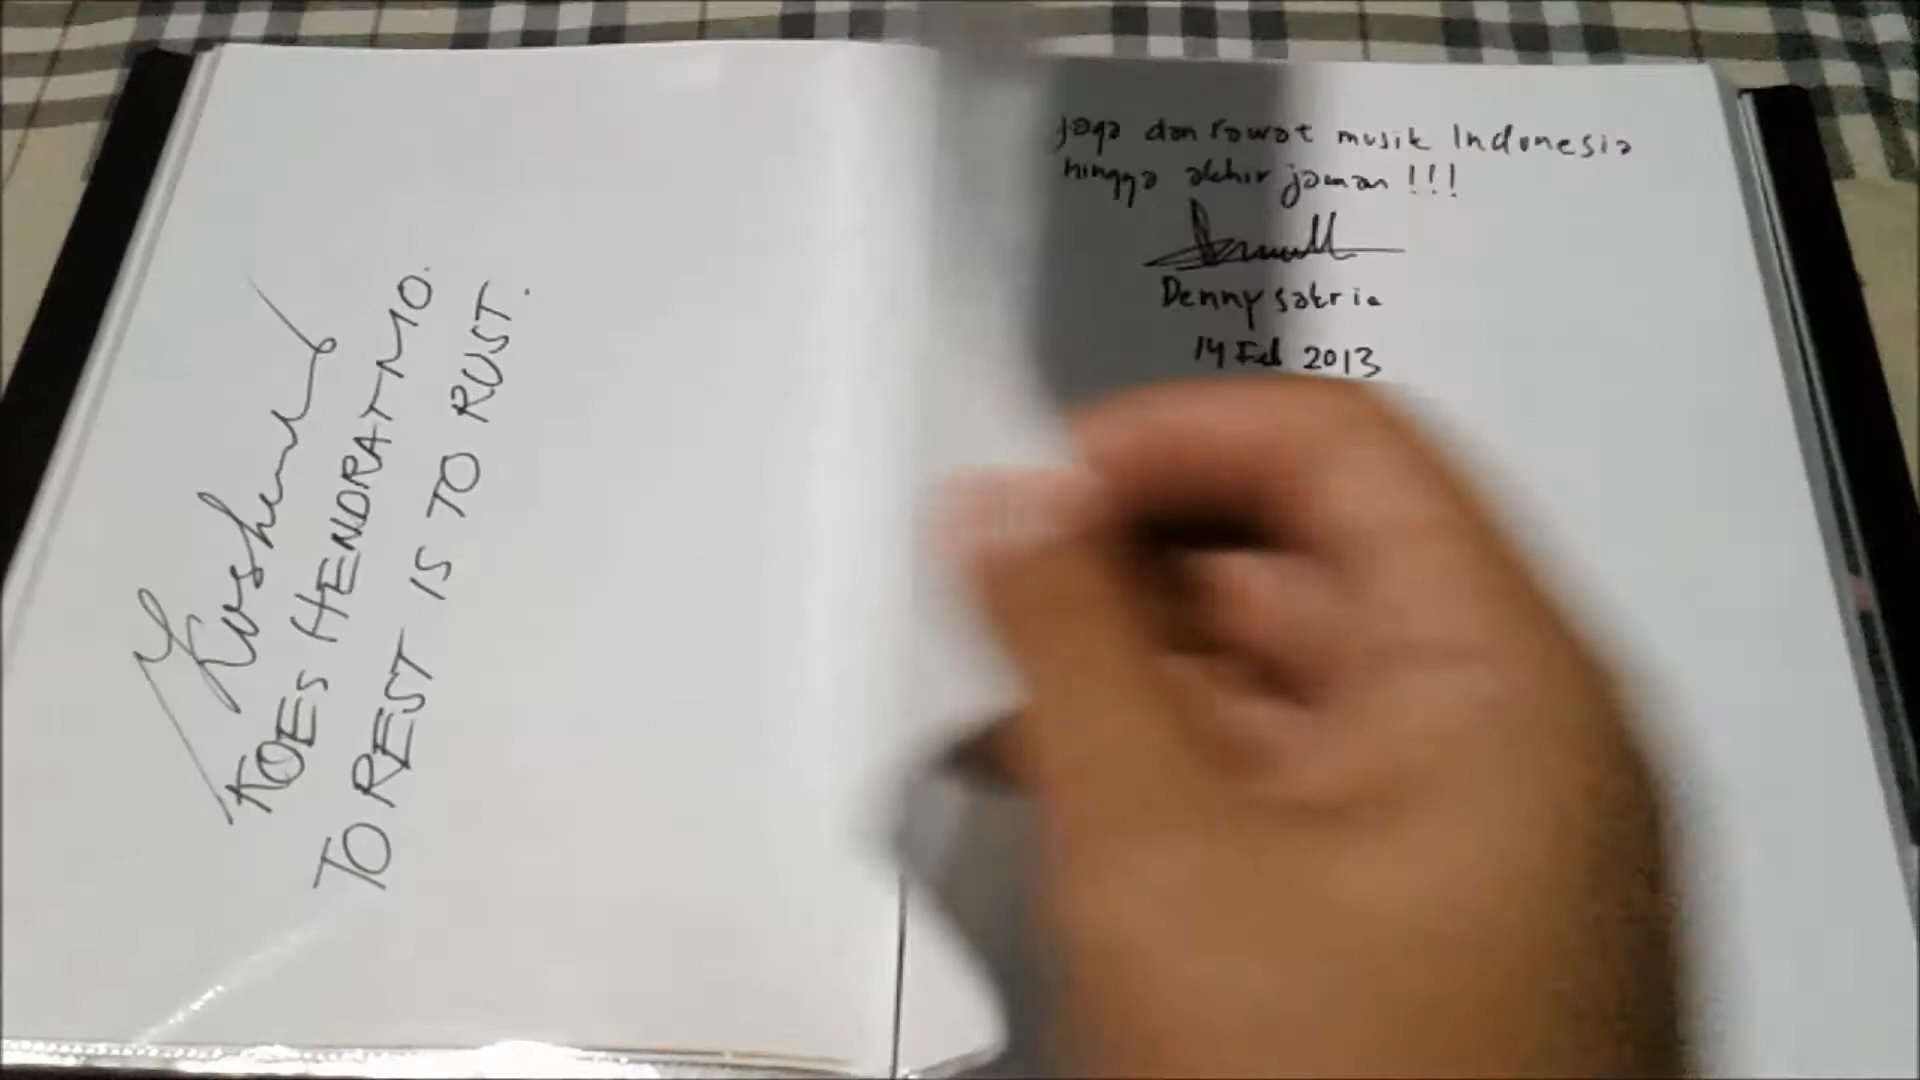 Kushend
KOES HENDRATMO.
TO REST IS TO RUST.
jaga dan rawat musik Indonesia
hingga akhir jaman !!!
Denny satria
14 Feb 2013